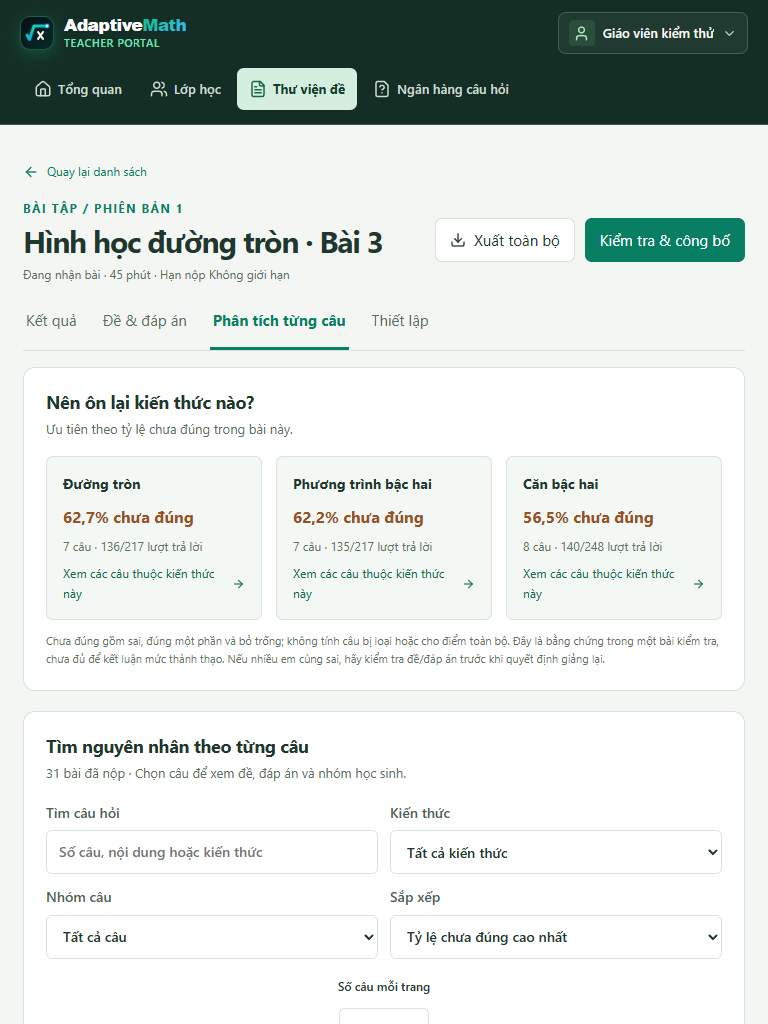 AdaptiveMath
TEACHER PORTAL
Giáo viên kiểm thử
Tổng quan
Lớp học
Thư viện đề
Ngân hàng câu hỏi
Quay lại danh sách
BÀI TẬP / PHIÊN BẢN 1
Hình học đường tròn · Bài 3
Đang nhận bài · 45 phút · Hạn nộp Không giới hạn
Xuất toàn bộ
Kiểm tra & công bố
Kết quả
Đề & đáp án
Phân tích từng câu
Thiết lập
Nên ôn lại kiến thức nào?
Ưu tiên theo tỷ lệ chưa đúng trong bài này.
Đường tròn
62,7% chưa đúng
7 câu · 136/217 lượt trả lời
Xem các câu thuộc kiến thức
này
Phương trình bậc hai
62,2% chưa đúng
7 câu · 135/217 lượt trả lời
Xem các câu thuộc kiến thức
này
Căn bậc hai
56,5% chưa đúng
8 câu · 140/248 lượt trả lời
Xem các câu thuộc kiến thức
này
Chưa đúng gồm sai, đúng một phần và bỏ trống; không tính câu bị loại hoặc cho điểm toàn bộ. Đây là bằng chứng trong một bài kiểm tra,
chưa đủ để kết luận mức thành thạo. Nếu nhiều em cùng sai, hãy kiểm tra đề/đáp án trước khi quyết định giảng lại.
Tìm nguyên nhân theo từng câu
31 bài đã nộp · Chọn câu để xem đề, đáp án và nhóm học sinh.
Tìm câu hỏi
Kiến thức
Số câu, nội dung hoặc kiến thức
Tất cả kiến thức
Nhóm câu
Sắp xếp
Tất cả câu
Tỷ lệ chưa đúng cao nhất
Số câu mỗi trang